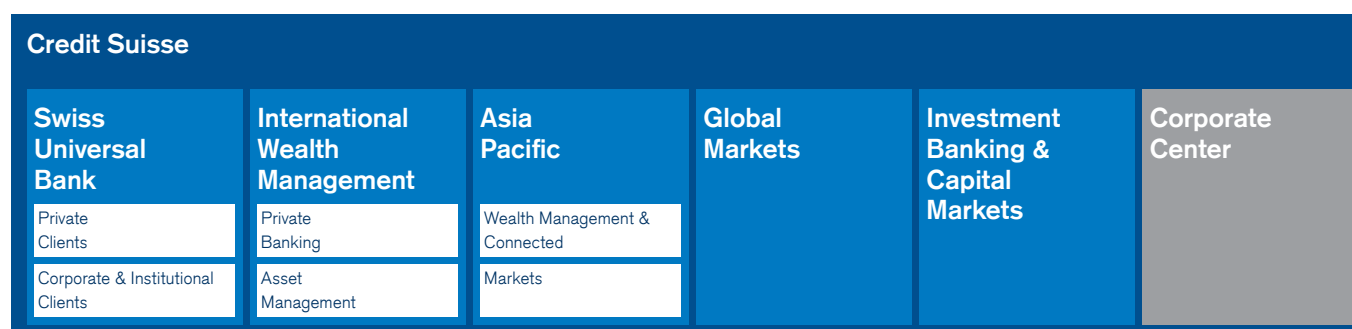 Credit Suisse
Swiss
Universal
Bank
Private
Clients
Corporate & Institutional
Clients
International
Wealth
Management
Private
Banking
Asset
Management
Asia
Pacific
Wealth Management &
Connected
Markets
Global
Markets
Investment
Banking &
Capital
Markets
Corporate
Center